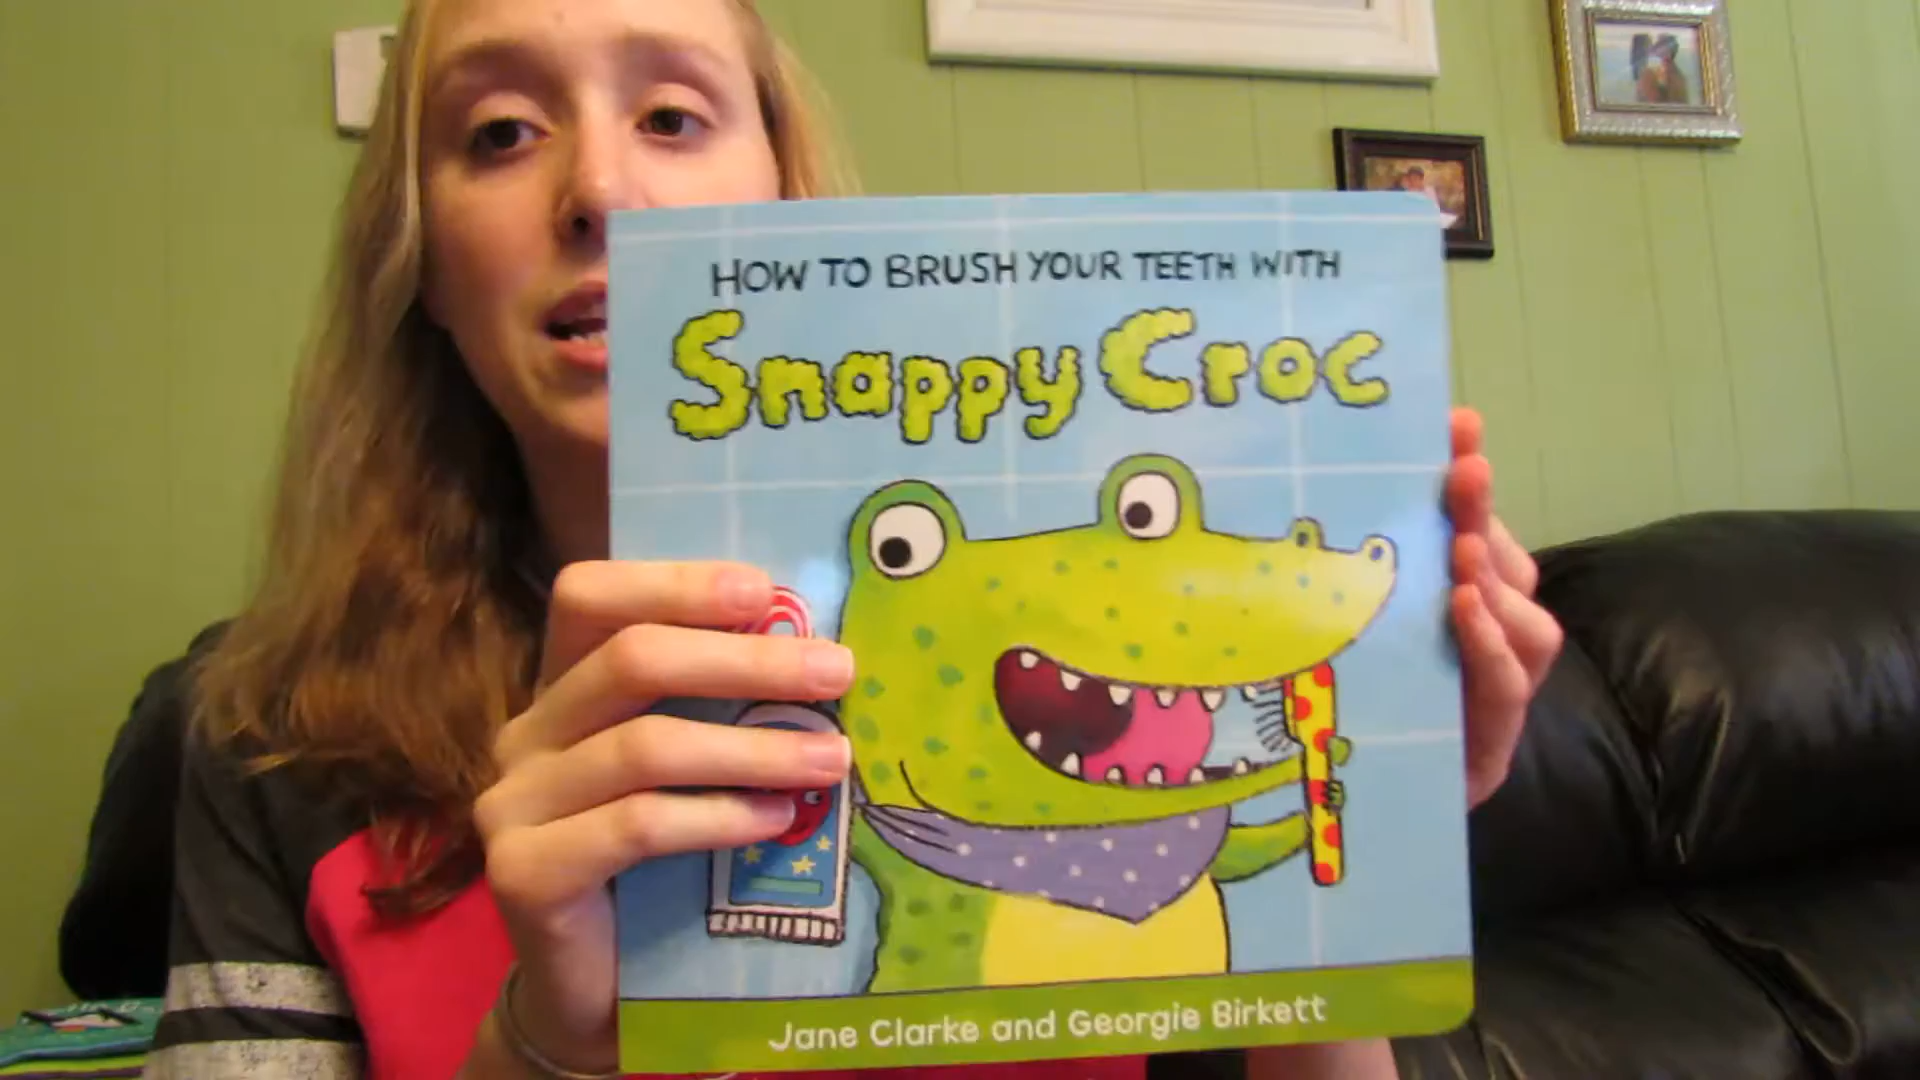 HOW TO BRUSH YOUR TEETH WITH
Snappy Croc
Jane Clarke and Georgie Birkett